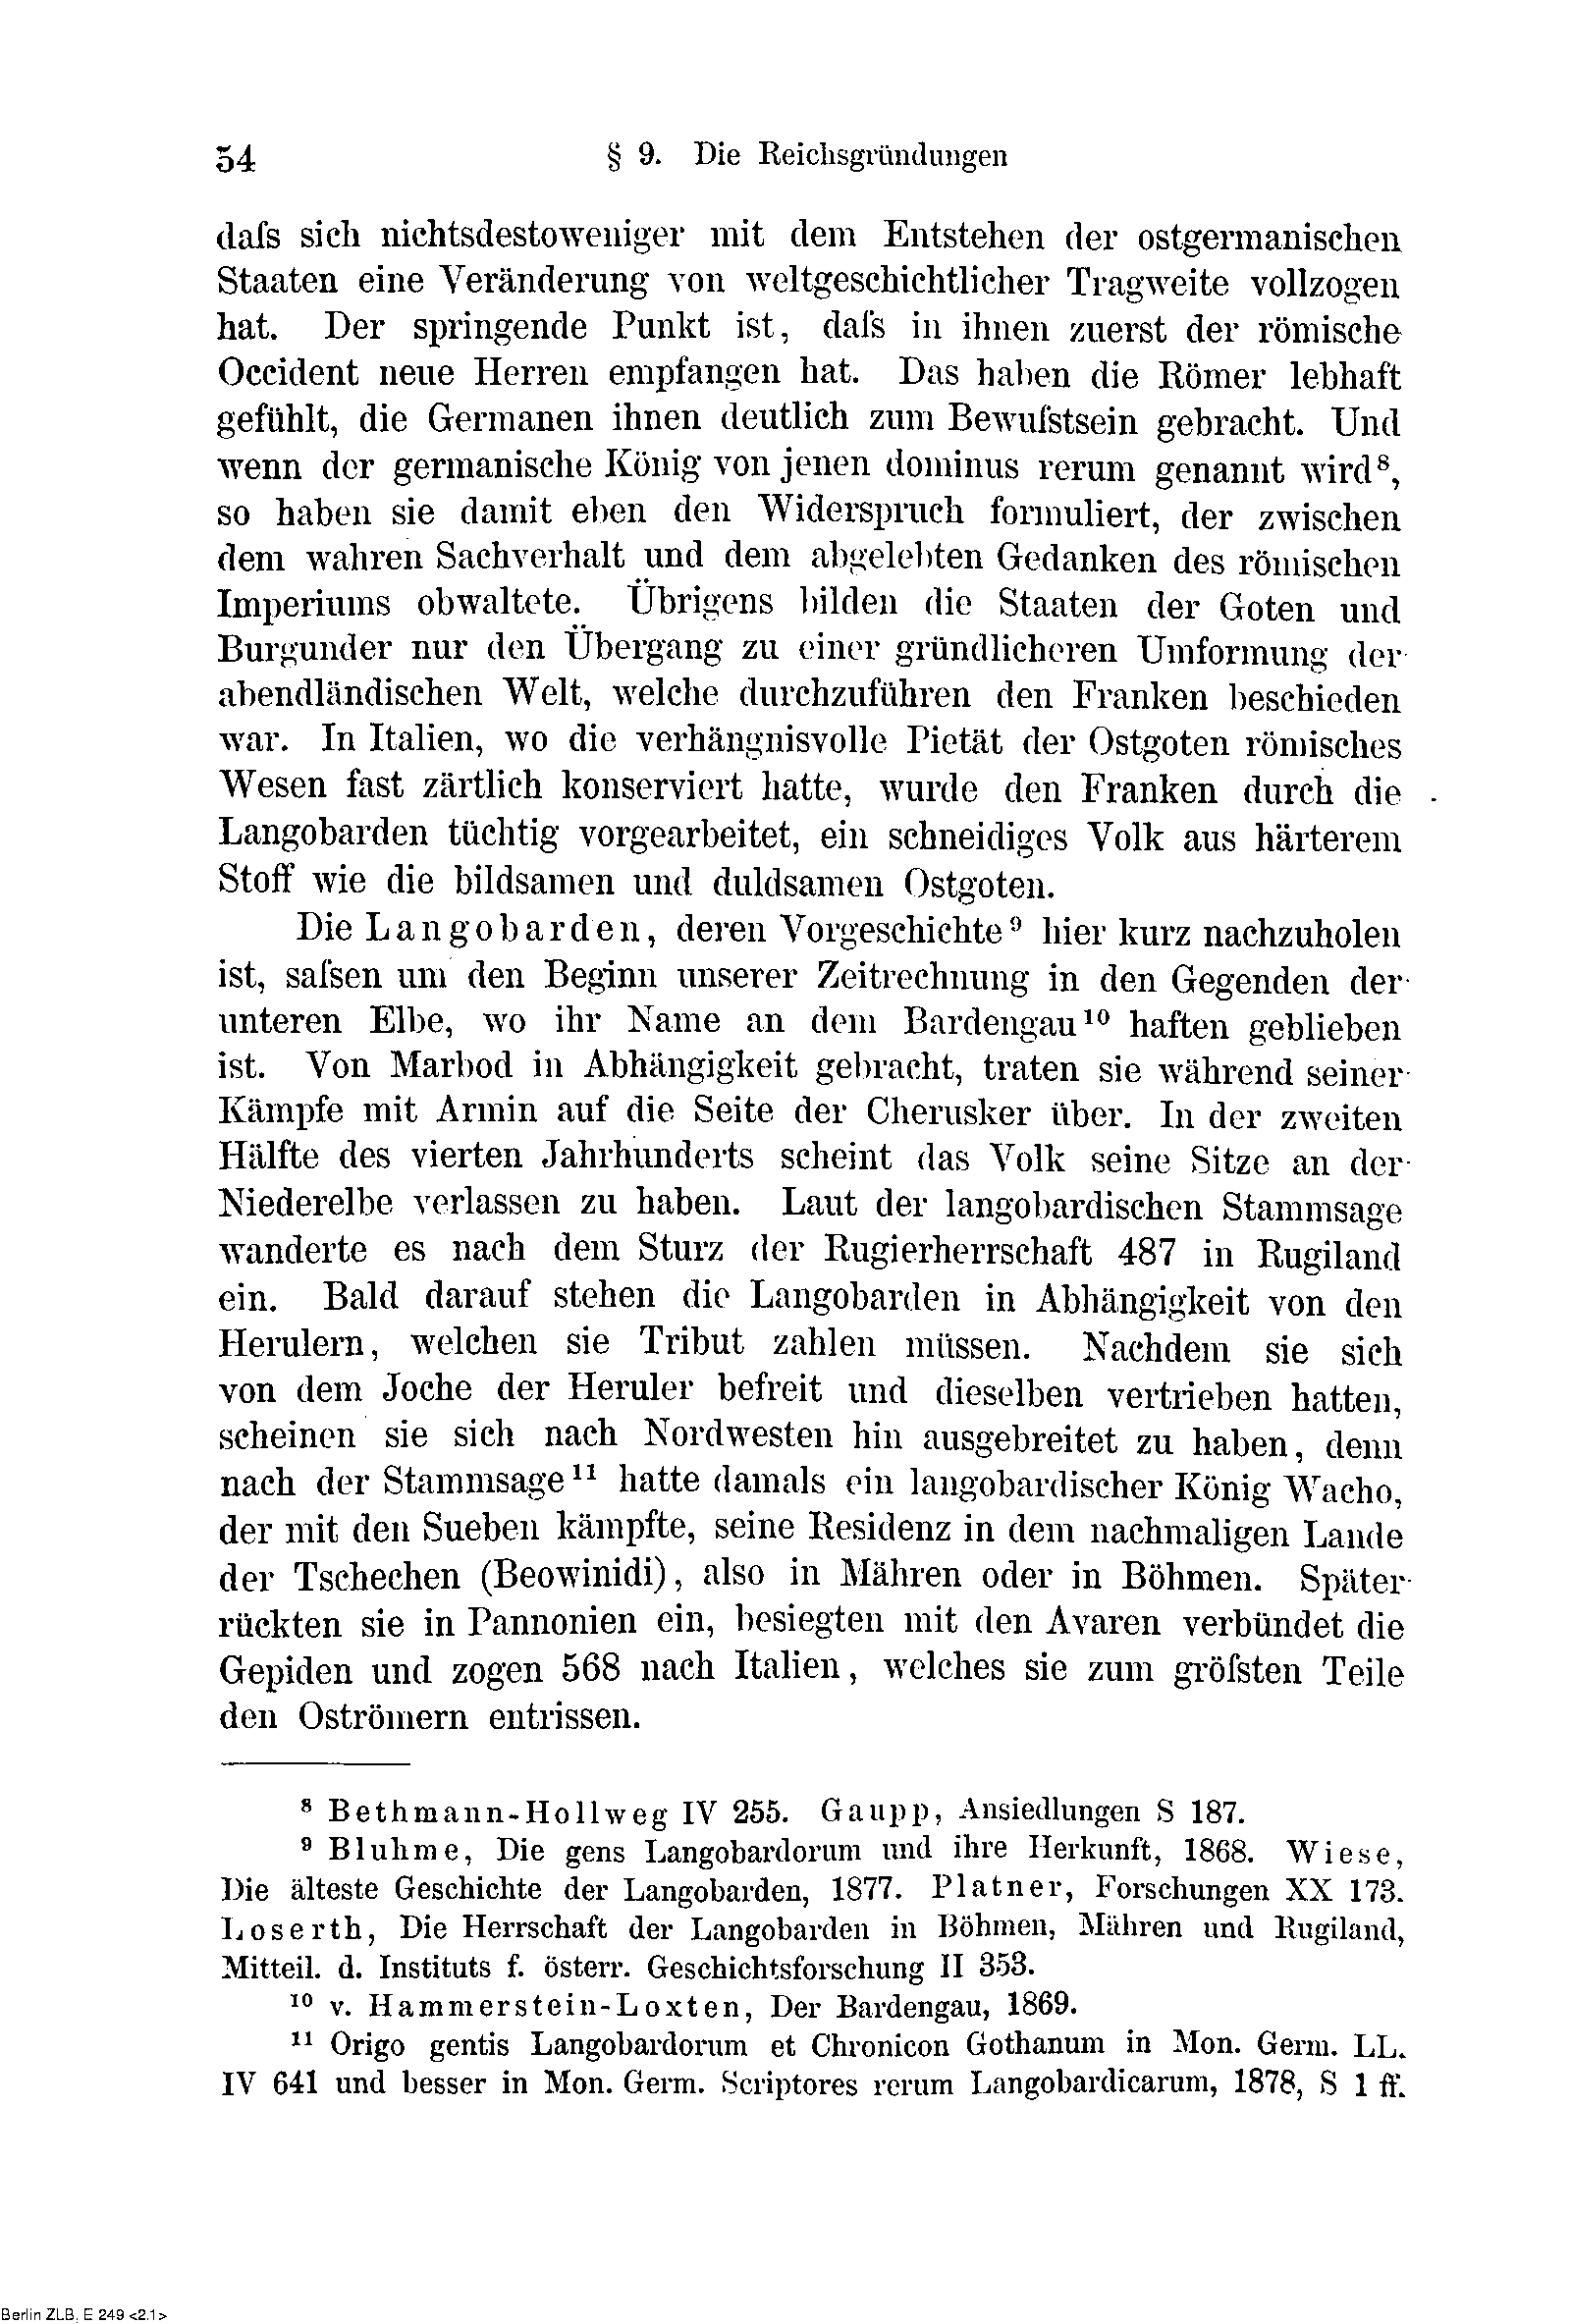 54 § 9. Die Reichsgründungen
daſs sich nichtsdestoweniger mit dem Entstehen der ostgermanischen
Staaten eine Veränderung von weltgeschichtlicher Tragweite vollzogen
hat. Der springende Punkt ist, daſs in ihnen zuerst der römische
Occident neue Herren empfangen hat. Das haben die Römer lebhaft
gefühlt, die Germanen ihnen deutlich zum Bewuſstsein gebracht. Und
wenn der germanische König von jenen dominus rerum genannt wird⁸,
so haben sie damit eben den Widerspruch formuliert, der zwischen
dem wahren Sachverhalt und dem abgelebten Gedanken des römischen
Imperiums obwaltete. Übrigens bilden die Staaten der Goten und
Burgunder nur den Übergang zu einer gründlicheren Umformung der
abendländischen Welt, welche durchzuführen den Franken beschieden
war. In Italien, wo die verhängnisvolle Pietät der Ostgoten römisches
Wesen fast zärtlich konserviert hatte, wurde den Franken durch die
Langobarden tüchtig vorgearbeitet, ein schneidiges Volk aus härterem
Stoff wie die bildsamen und duldsamen Ostgoten.
Die Langobarden, deren Vorgeschichte⁹ hier kurz nachzuholen
ist, saſsen um den Beginn unserer Zeitrechnung in den Gegenden der
unteren Elbe, wo ihr Name an dem Bardengau¹⁰ haften geblieben
ist. Von Marbod in Abhängigkeit gebracht, traten sie während seiner
Kämpfe mit Armin auf die Seite der Cherusker über. In der zweiten
Hälfte des vierten Jahrhunderts scheint das Volk seine Sitze an der
Niederelbe verlassen zu haben. Laut der langobardischen Stammsage
wanderte es nach dem Sturz der Rugierherrschaft 487 in Rugiland
ein. Bald darauf stehen die Langobarden in Abhängigkeit von den
Herulern, welchen sie Tribut zahlen müssen. Nachdem sie sich
von dem Joche der Heruler befreit und dieselben vertrieben hatten,
scheinen sie sich nach Nordwesten hin ausgebreitet zu haben, denn
nach der Stammsage¹¹ hatte damals ein langobardischer König Wacho,
der mit den Sueben kämpfte, seine Residenz in dem nachmaligen Lande
der Tschechen (Beowinidi), also in Mähren oder in Böhmen. Später
rückten sie in Pannonien ein, besiegten mit den Avaren verbündet die
Gepiden und zogen 568 nach Italien, welches sie zum gröſsten Teile
den Oströmern entrissen.
⁸ Bethmann-Hollweg IV 255. Gaupp, Ansiedlungen S 187.
⁹ Bluhme, Die gens Langobardorum und ihre Herkunft, 1868. Wiese,
Die älteste Geschichte der Langobarden, 1877. Platner, Forschungen XX 173.
Loserth, Die Herrschaft der Langobarden in Böhmen, Mähren und Rugiland,
Mitteil. d. Instituts f. österr. Geschichtsforschung II 353.
¹⁰ v. Hammerstein-Loxten, Der Bardengau, 1869.
¹¹ Origo gentis Langobardorum et Chronicon Gothanum in Mon. Germ. LL.
IV 641 und besser in Mon. Germ. Scriptores rerum Langobardicarum, 1878, S 1 ff.
Berlin ZLB, E 249 <2.1>